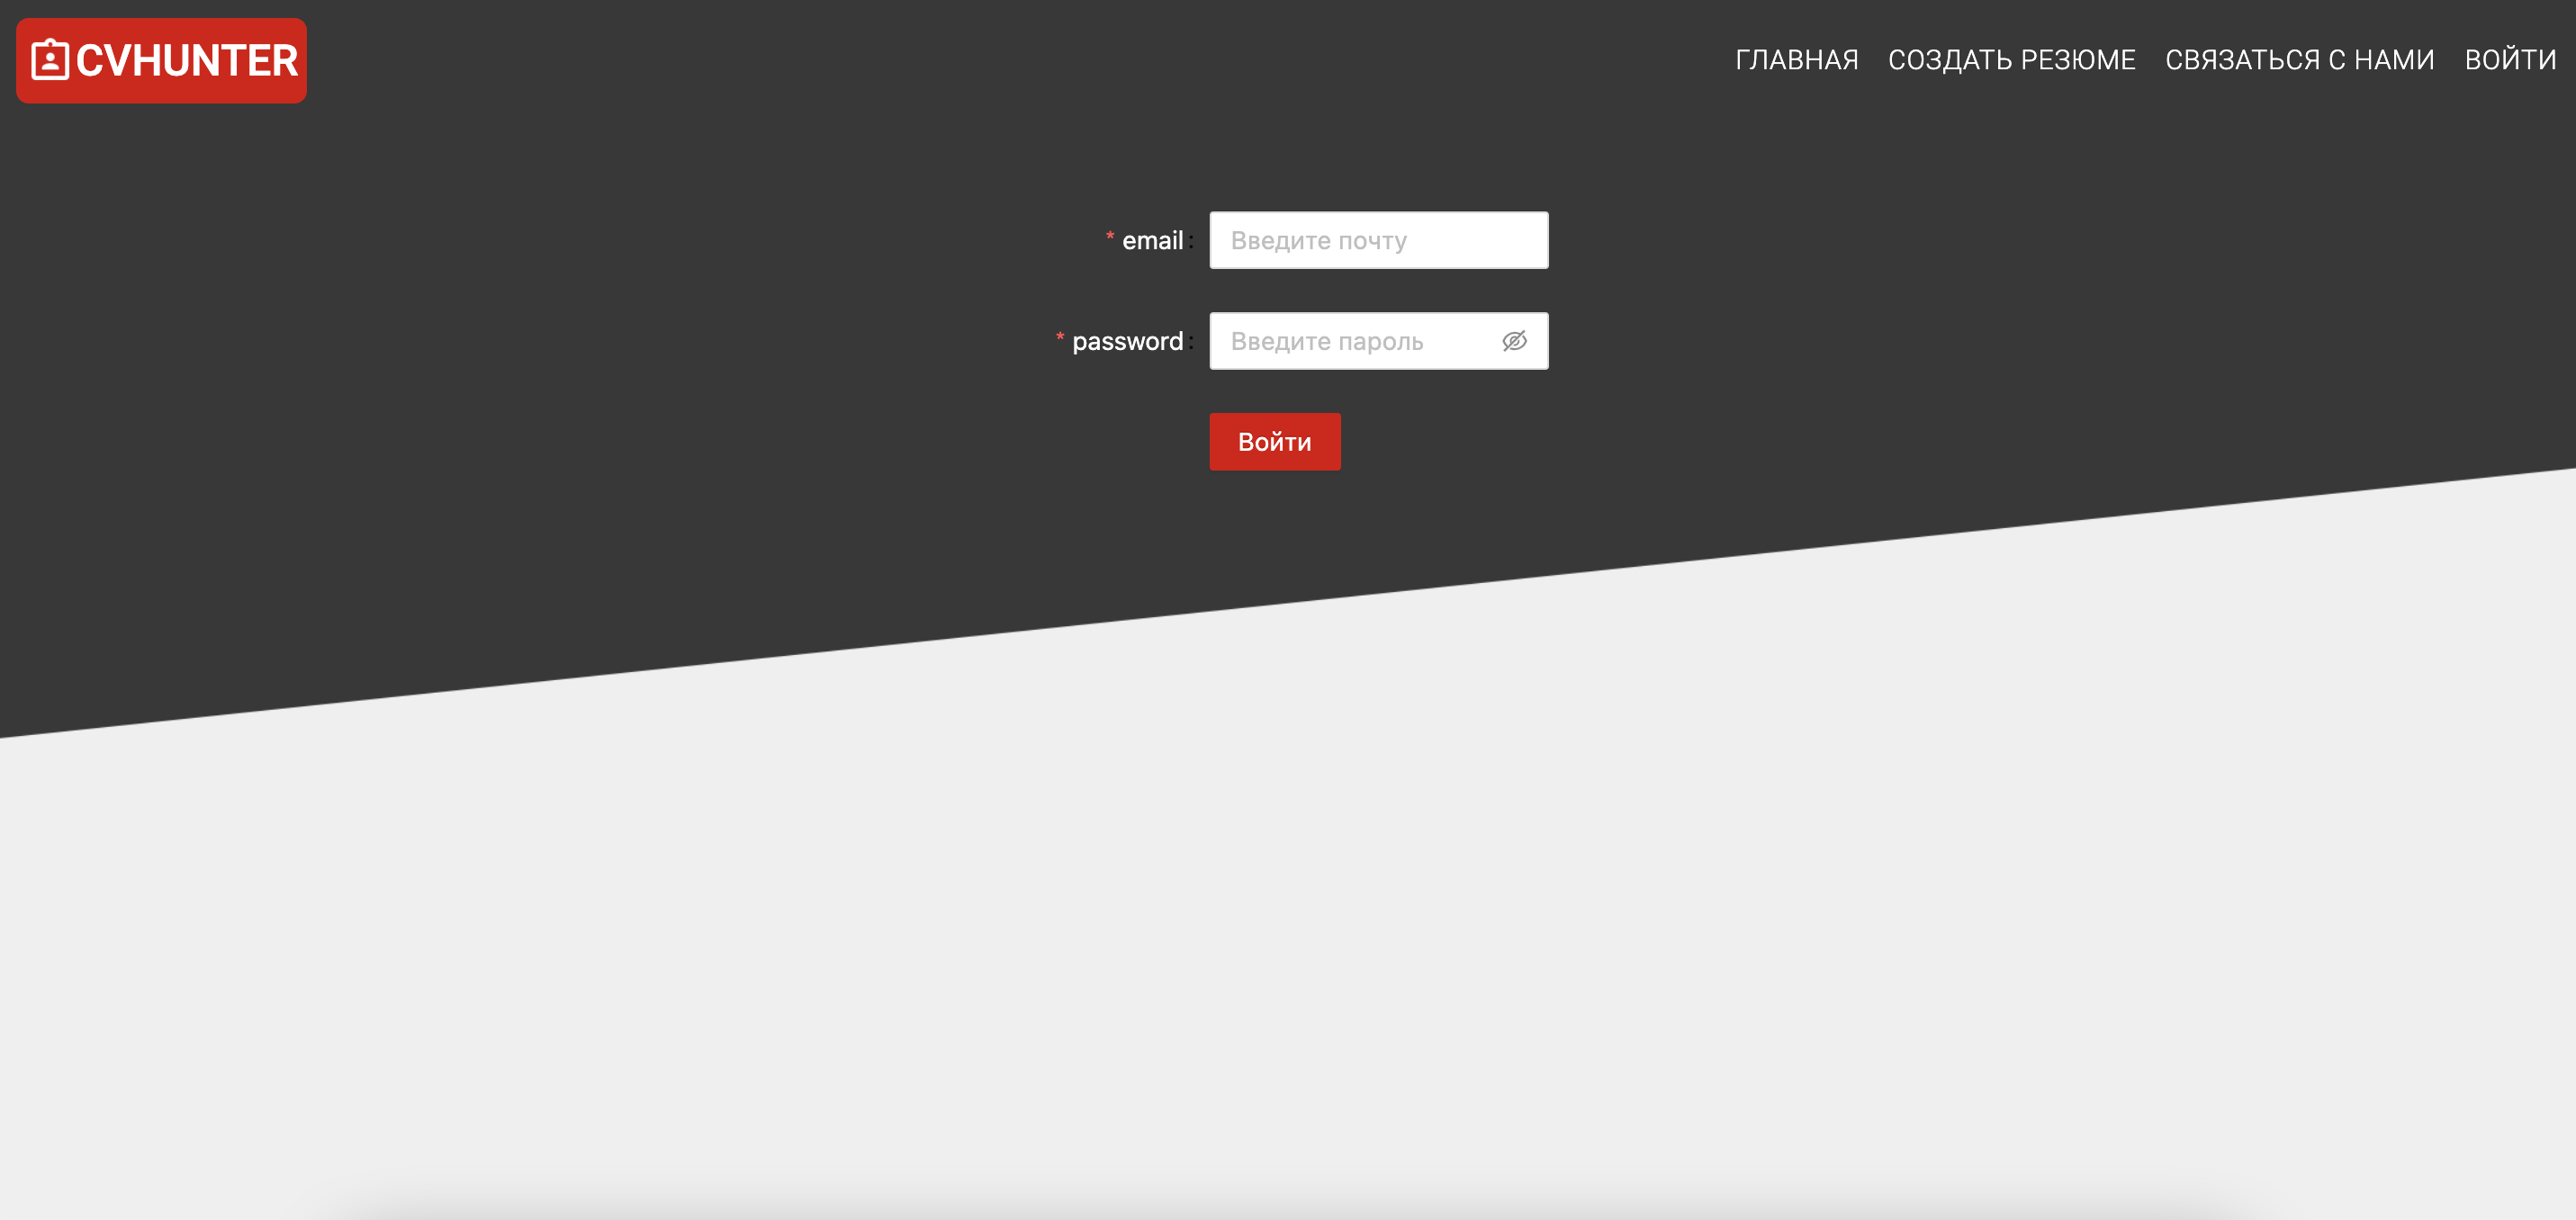 CVHUNTER
ГЛАВНАЯ СОЗДАТЬ РЕЗЮМЕ СВЯЗАТЬСЯ С НАМИ ВОЙТИ
* email: Введите почту
* password: Введите пароль
Войти